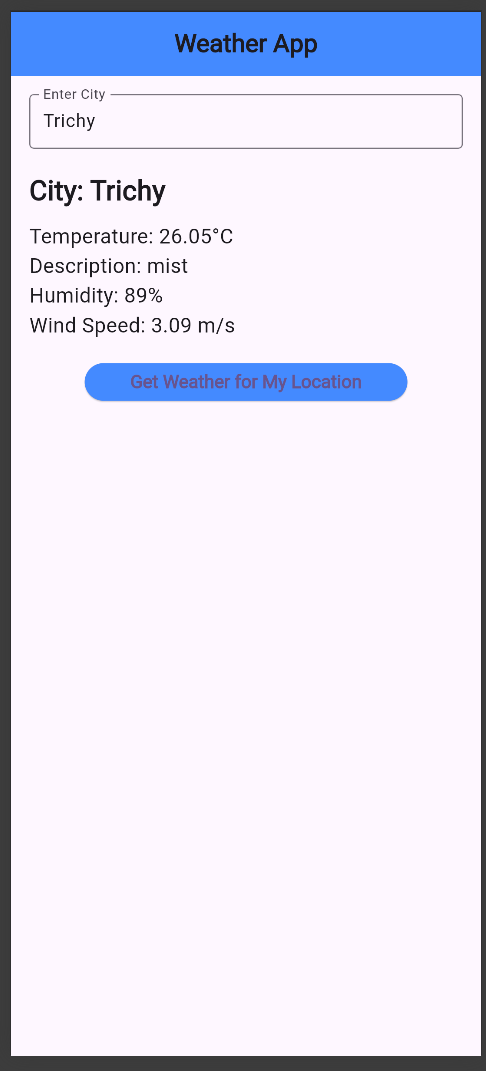 Weather App
Enter City
Trichy
City: Trichy
Temperature: 26.05°C
Description: mist
Humidity: 89%
Wind Speed: 3.09 m/s
Get Weather for My Location